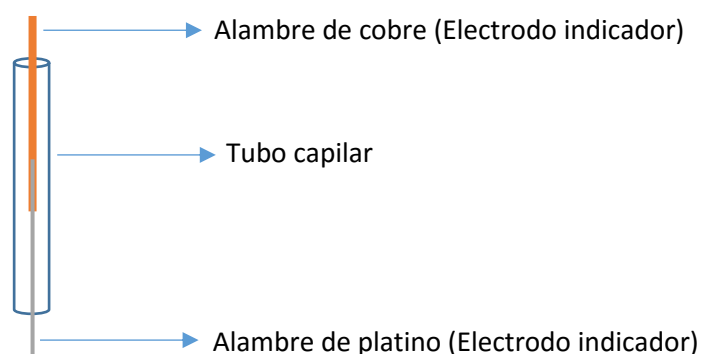 Alambre de cobre (Electrodo indicador)
Tubo capilar
Alambre de platino (Electrodo indicador)